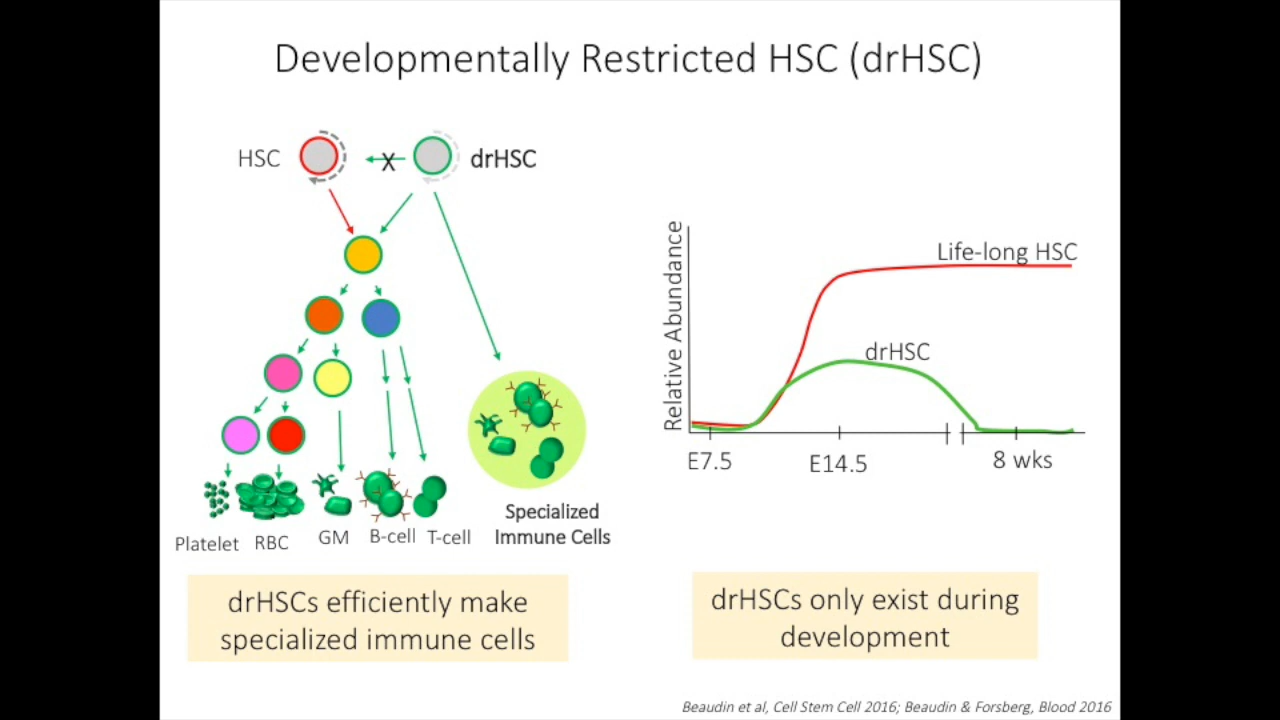 Developmentally Restricted HSC (drHSC)
HSC
X
drHSC
Platelet
RBC
GM
B-cell
T-cell
Specialized
Immune Cells
drHSCs efficiently make
specialized immune cells
Relative Abundance
Life-long HSC
drHSC
E7.5
E14.5
8 wks
drHSCs only exist during
development
Beaudin et al, Cell Stem Cell 2016; Beaudin & Forsberg, Blood 2016